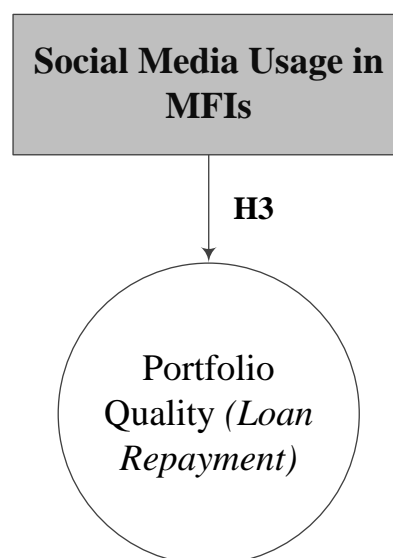 Social Media Usage in
MFIs
H3
Portfolio
Quality (Loan
Repayment)